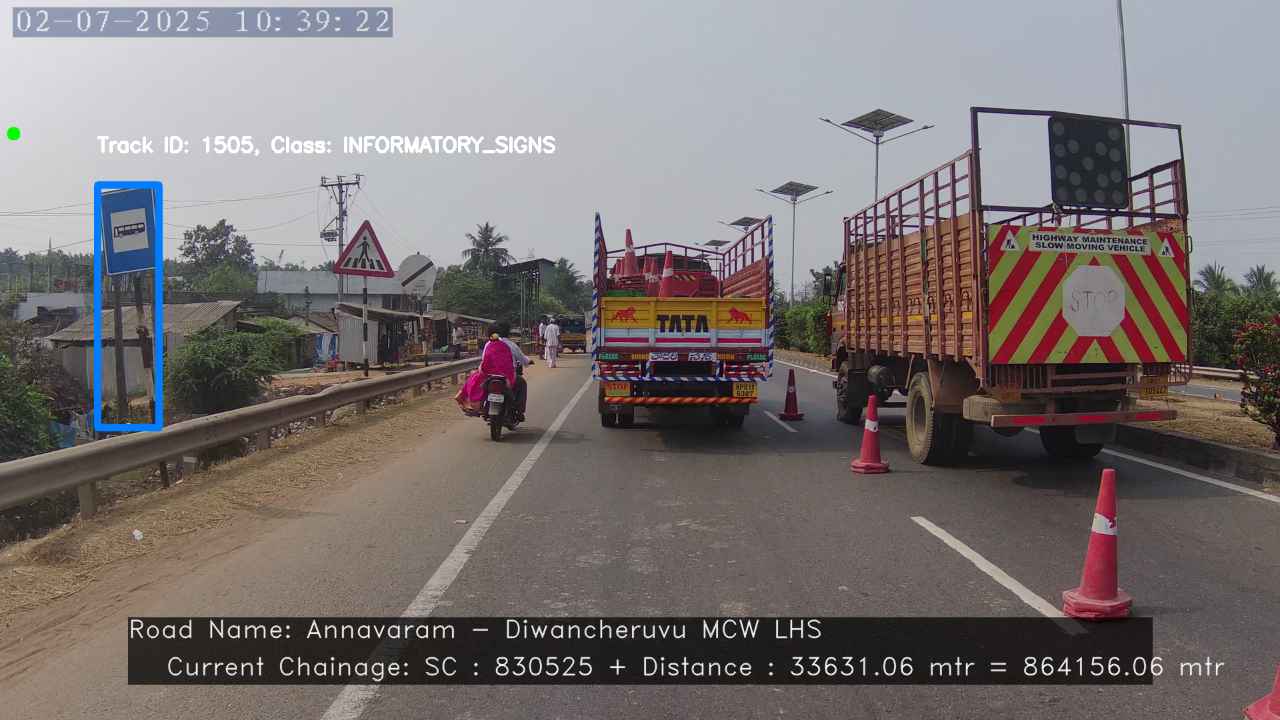 02-07-2025 10:39:22
Track ID: 1505, Class: INFORMATORY_SIGNS
HIGHWAY MAINTENANCE
SLOW MOVING VEHICLE
STOP
TATA
Road Name: Annavaram - Diwancheruvu MCW LHS
Current Chainage: SC : 830525 + Distance : 33631.06 mtr = 864156.06 mtr